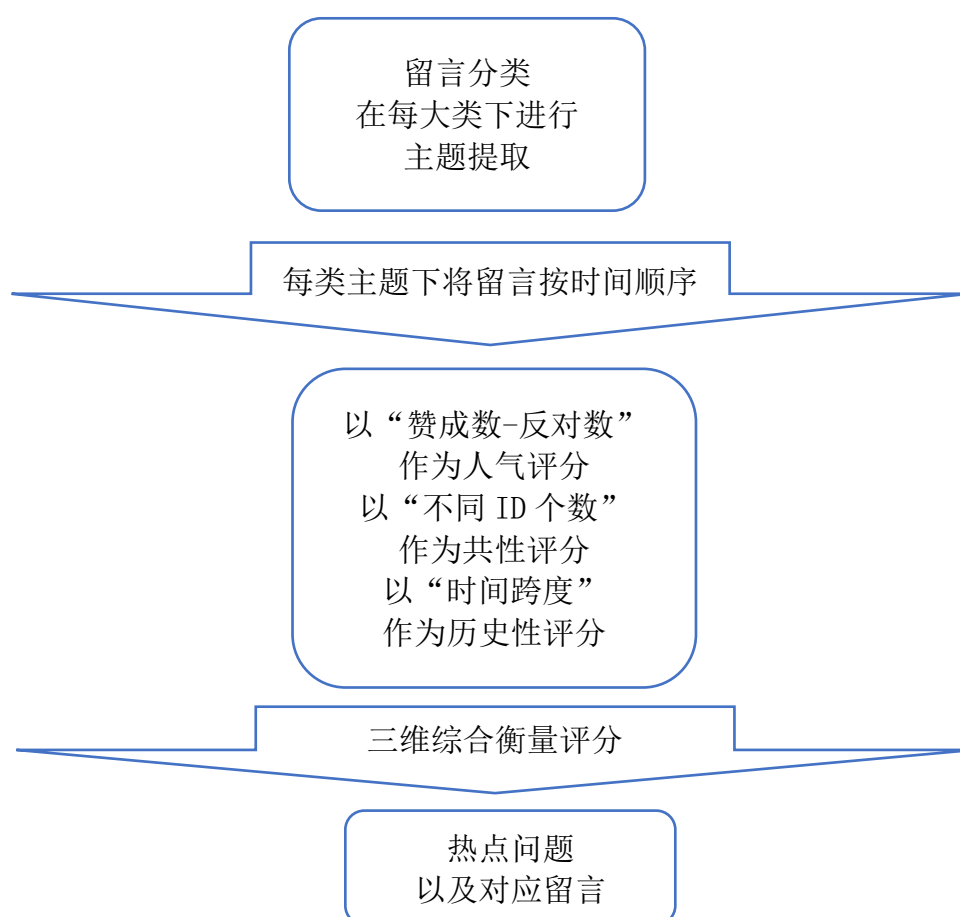 留言分类
在每大类下进行
主题提取
每类主题下将留言按时间顺序
以“赞成数-反对数”
作为人气评分
以“不同 ID 个数”
作为共性评分
以“时间跨度”
作为历史性评分
三维综合衡量评分
热点问题
以及对应留言